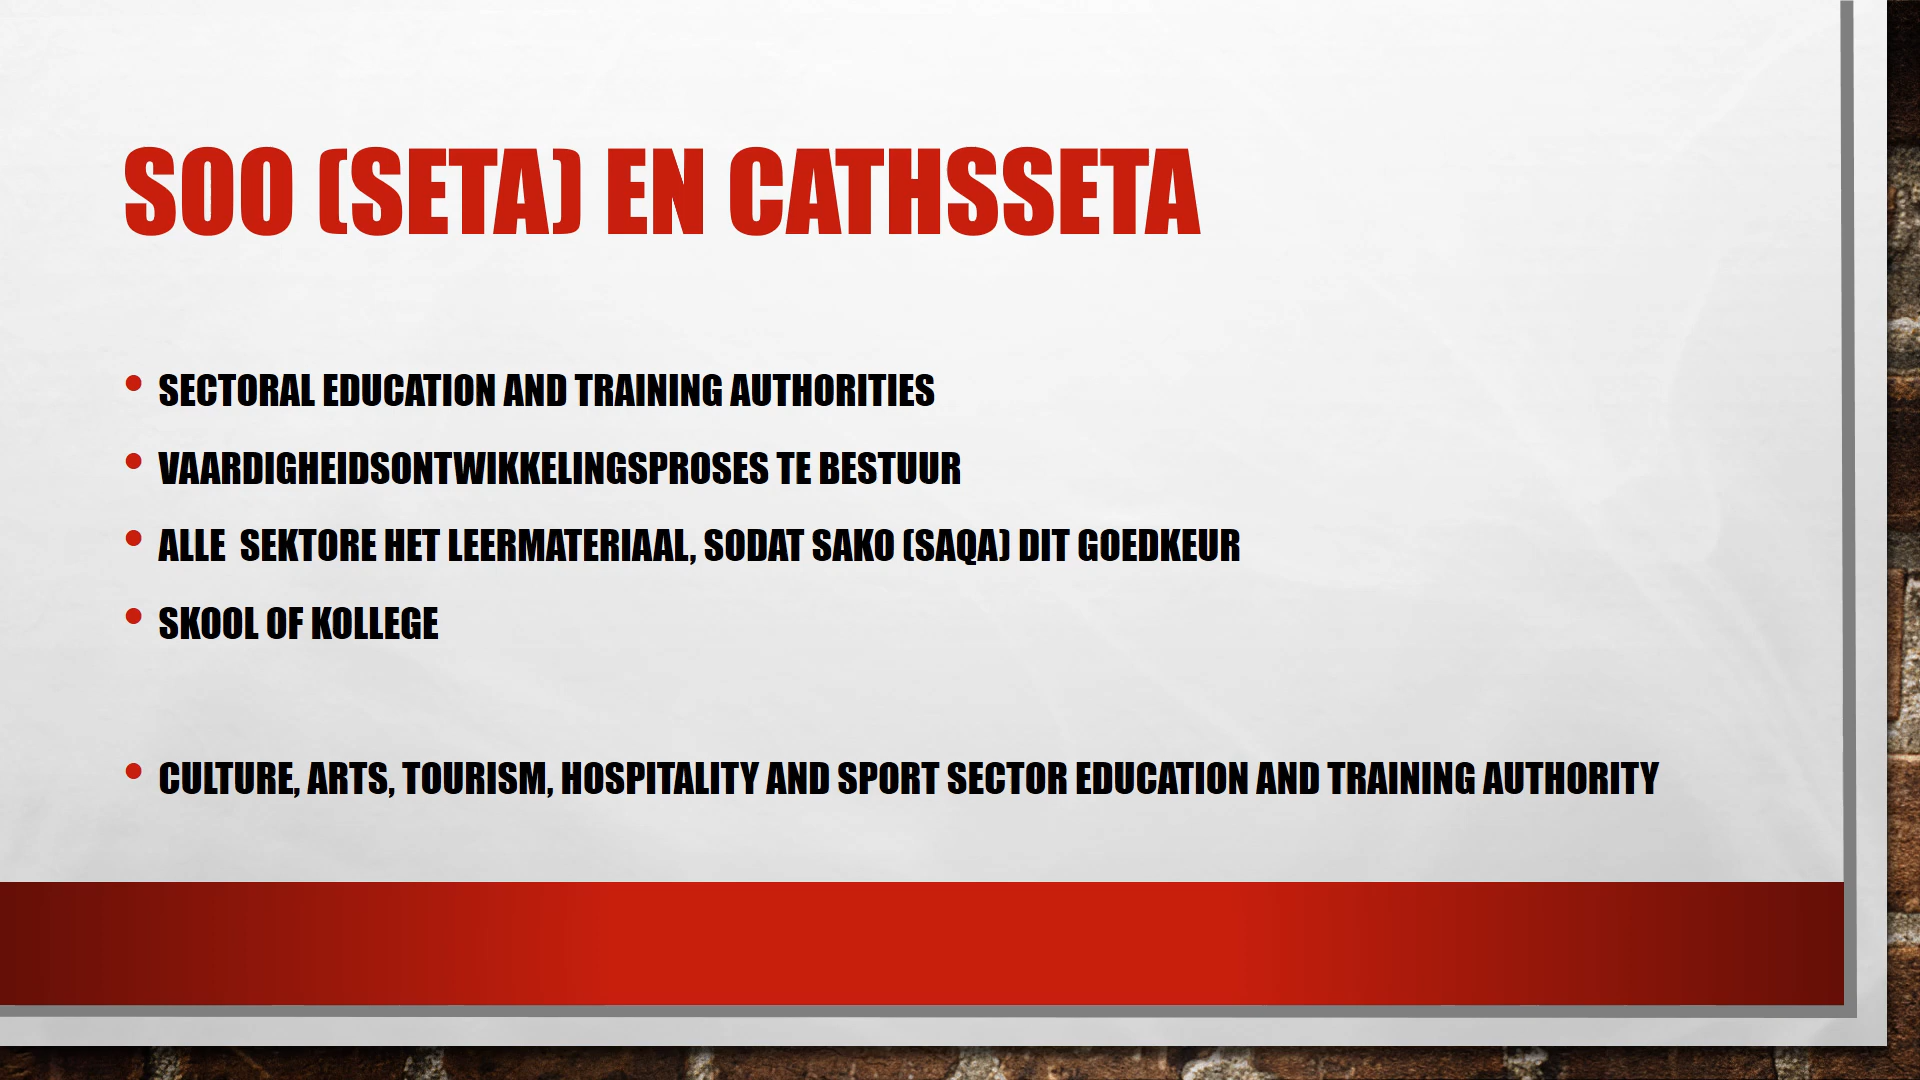 SOO (SETA) EN CATHSSETA
• SECTORAL EDUCATION AND TRAINING AUTHORITIES
• VAARDIGHEIDSONTWIKKELINGSPROSES TE BESTUUR
• ALLE  SEKTORE HET LEERMATERIAAL, SODAT SAKO (SAQA) DIT GOEDKEUR
• SKOOL OF KOLLEGE
• CULTURE, ARTS, TOURISM, HOSPITALITY AND SPORT SECTOR EDUCATION AND TRAINING AUTHORITY